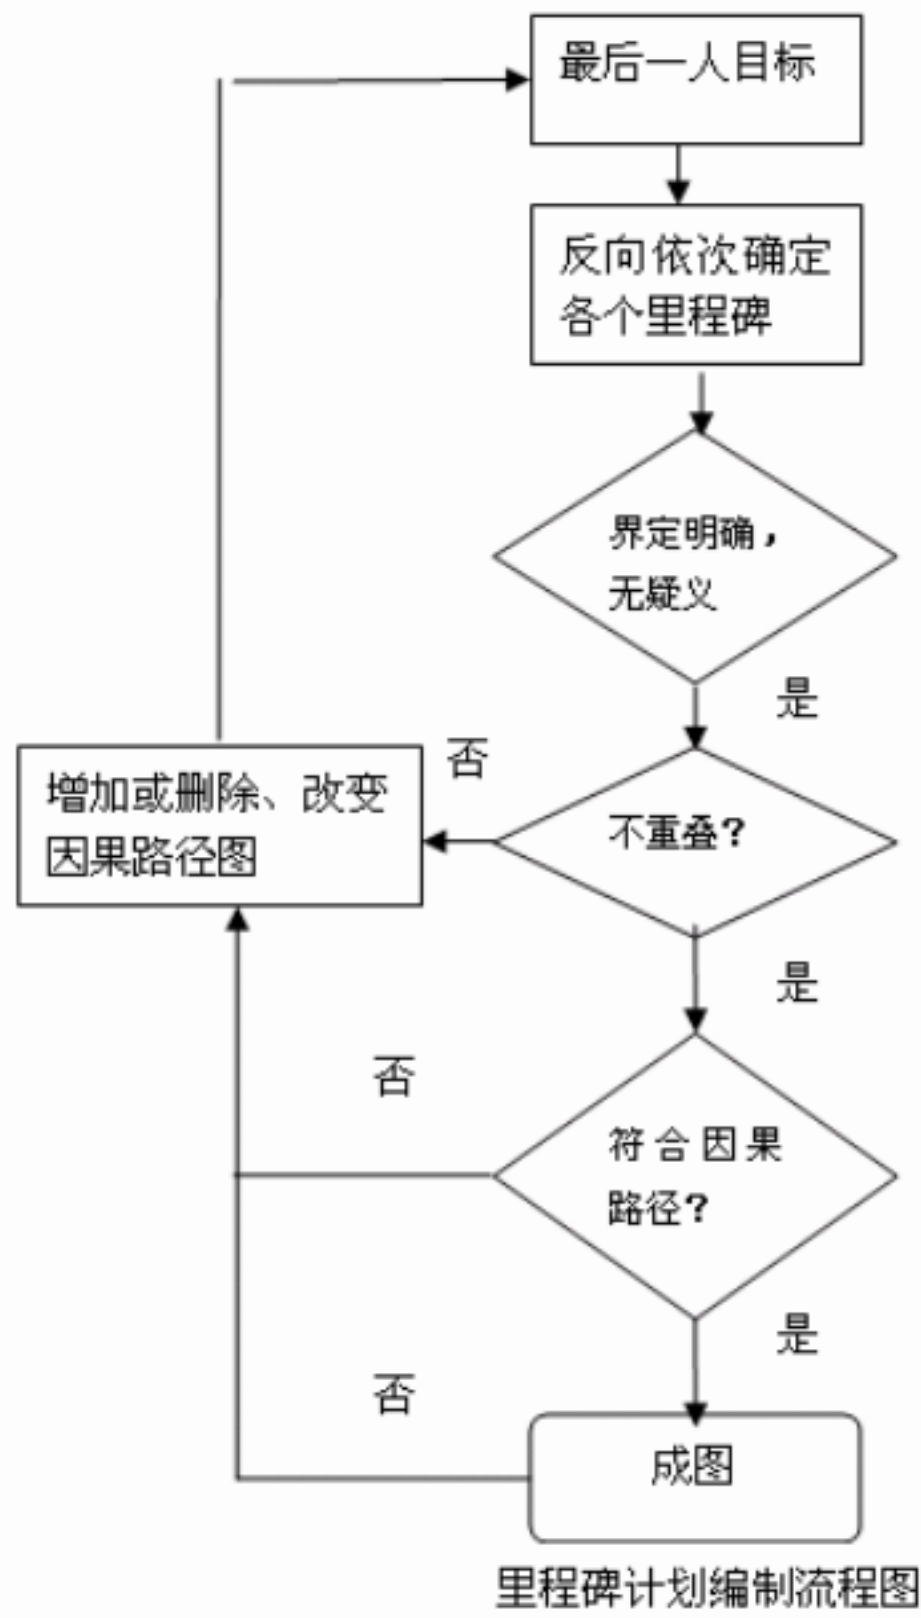 最后一人目标
反向依次确定
各个里程碑
界定明确，
无疑义
是
否
增加或删除、改变
因果路径图
不重叠？
是
否
符合因果
路径？
是
否
成图
里程碑计划编制流程图